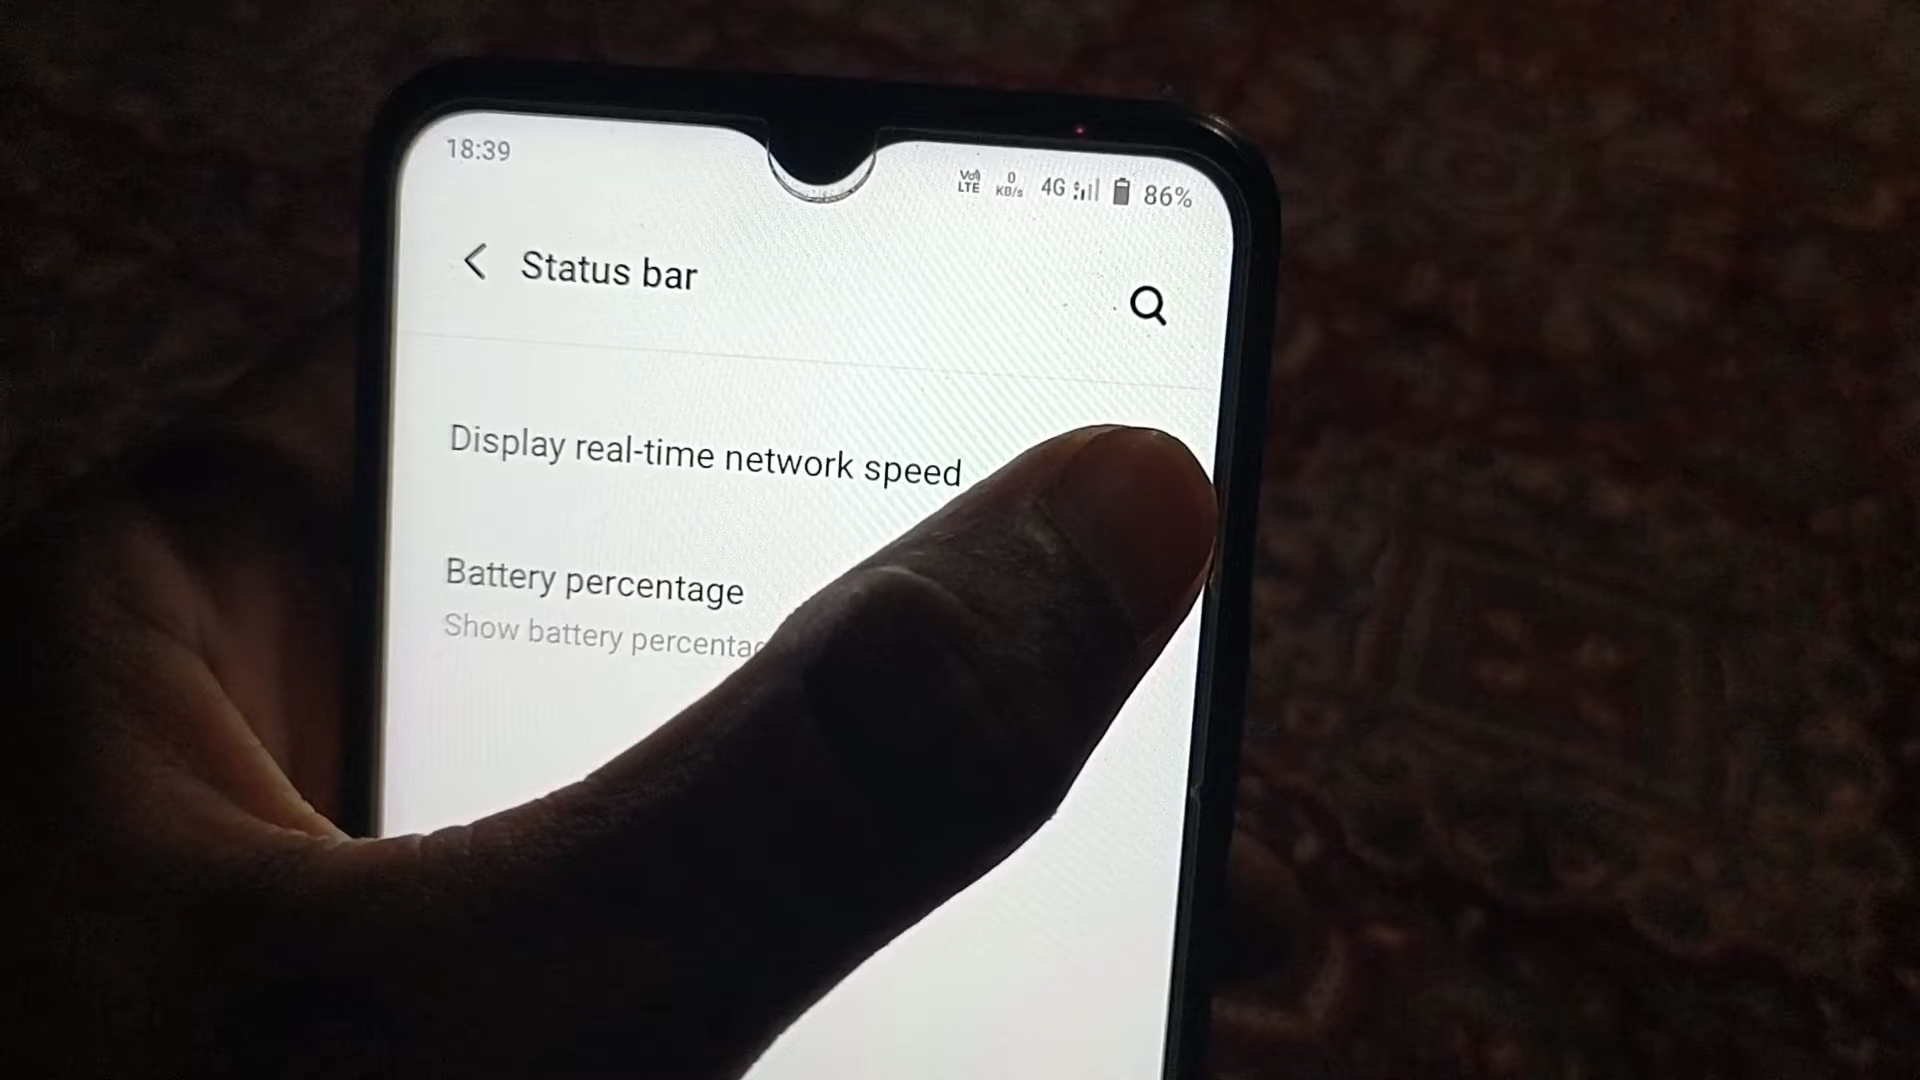 18:39
Vo) LTE 0 KB/s 4G 86%
Status bar
Display real-time network speed
Battery percentage
Show battery